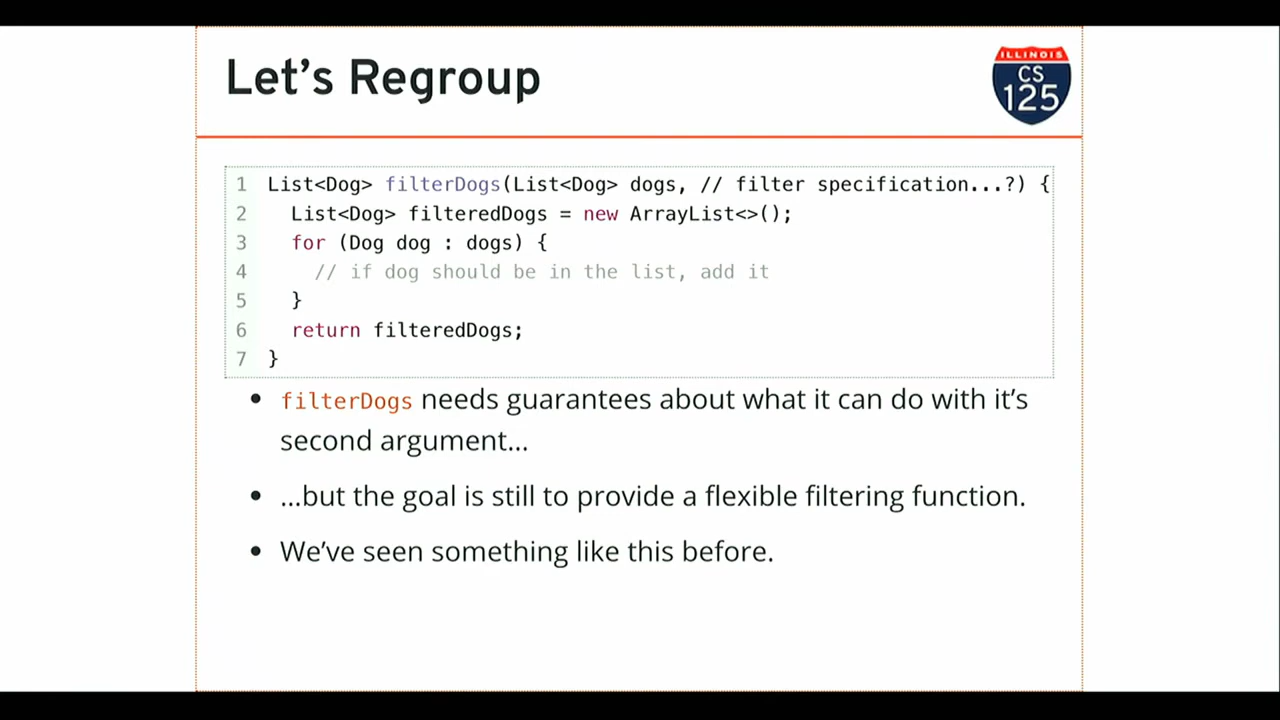 Let's Regroup
ILLINOIS
CS
125
1 List<Dog> filterDogs(List<Dog> dogs, // filter specification...?) {
2 List<Dog> filteredDogs = new ArrayList<>();
3 for (Dog dog : dogs) {
4 // if dog should be in the list, add it
5 }
6 return filteredDogs;
7 }
• filterDogs needs guarantees about what it can do with it's
second argument...
• ...but the goal is still to provide a flexible filtering function.
• We've seen something like this before.